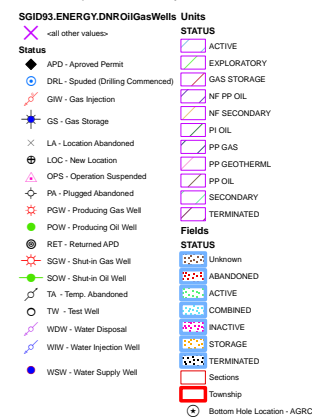 SGID93.ENERGY.DNROilGasWells
<all other values>
Status
APD - Aproved Permit
DRL - Spuded (Drilling Commenced)
GIW - Gas Injection
GS - Gas Storage
LA - Location Abandoned
LOC - New Location
OPS - Operation Suspended
PA - Plugged Abandoned
PGW - Producing Gas Well
POW - Producing Oil Well
RET - Returned APD
SGW - Shut-in Gas Well
SOW - Shut-in Oil Well
TA - Temp. Abandoned
TW - Test Well
WDW - Water Disposal
WIW - Water Injection Well
WSW - Water Supply Well
Units
STATUS
ACTIVE
EXPLORATORY
GAS STORAGE
NF PP OIL
NF SECONDARY
PI OIL
PP GAS
PP GEOTHERML
PP OIL
SECONDARY
TERMINATED
Fields
STATUS
Unknown
ABANDONED
ACTIVE
COMBINED
INACTIVE
STORAGE
TERMINATED
Sections
Township
Bottom Hole Location - AGRC